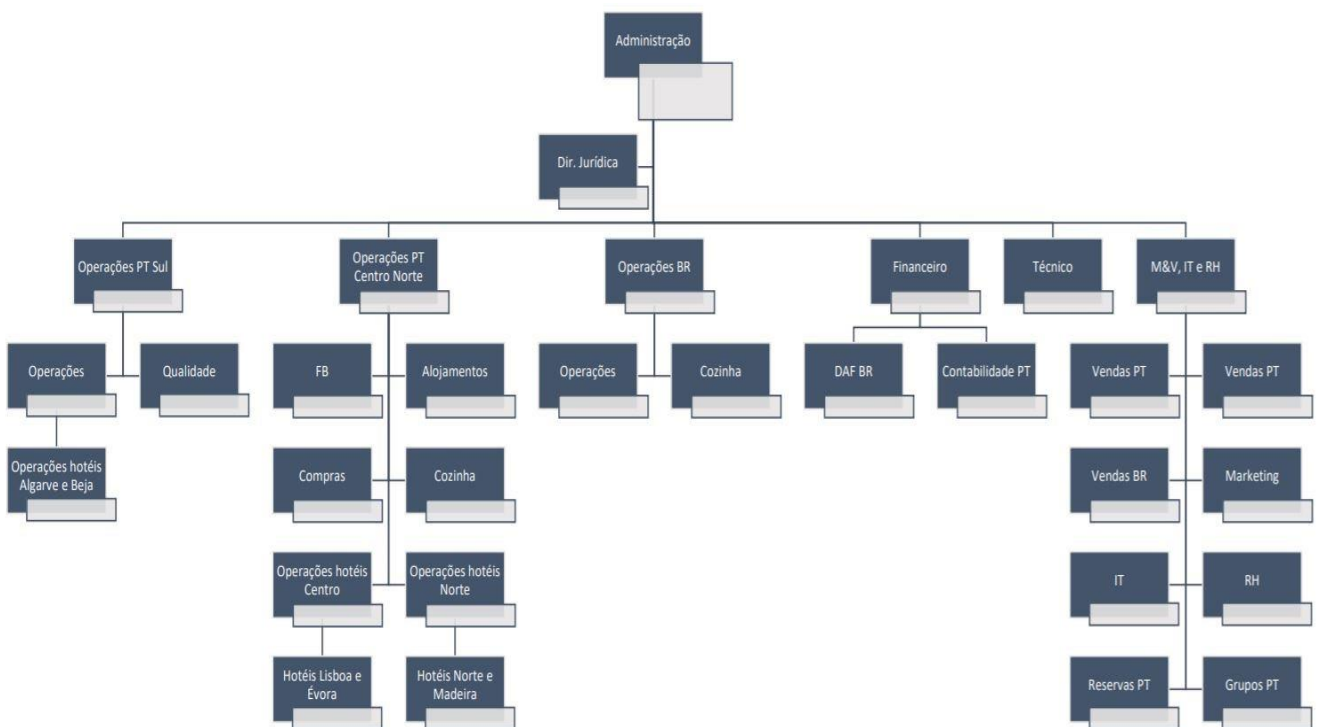 Administração
Dir. Jurídica
Operações PT Sul
Operações PT
Centro Norte
Operações BR
Financeiro
Técnico
M&V, IT e RH
Operações
Qualidade
FB
Alojamentos
Operações
Cozinha
DAF BR
Contabilidade PT
Vendas PT
Vendas PT
Operações hotéis
Algarve e Beja
Compras
Cozinha
Vendas BR
Marketing
Operações hotéis
Centro
Operações hotéis
Norte
IT
RH
Hotéis Lisboa e
Évora
Hotéis Norte e
Madeira
Reservas PT
Grupos PT